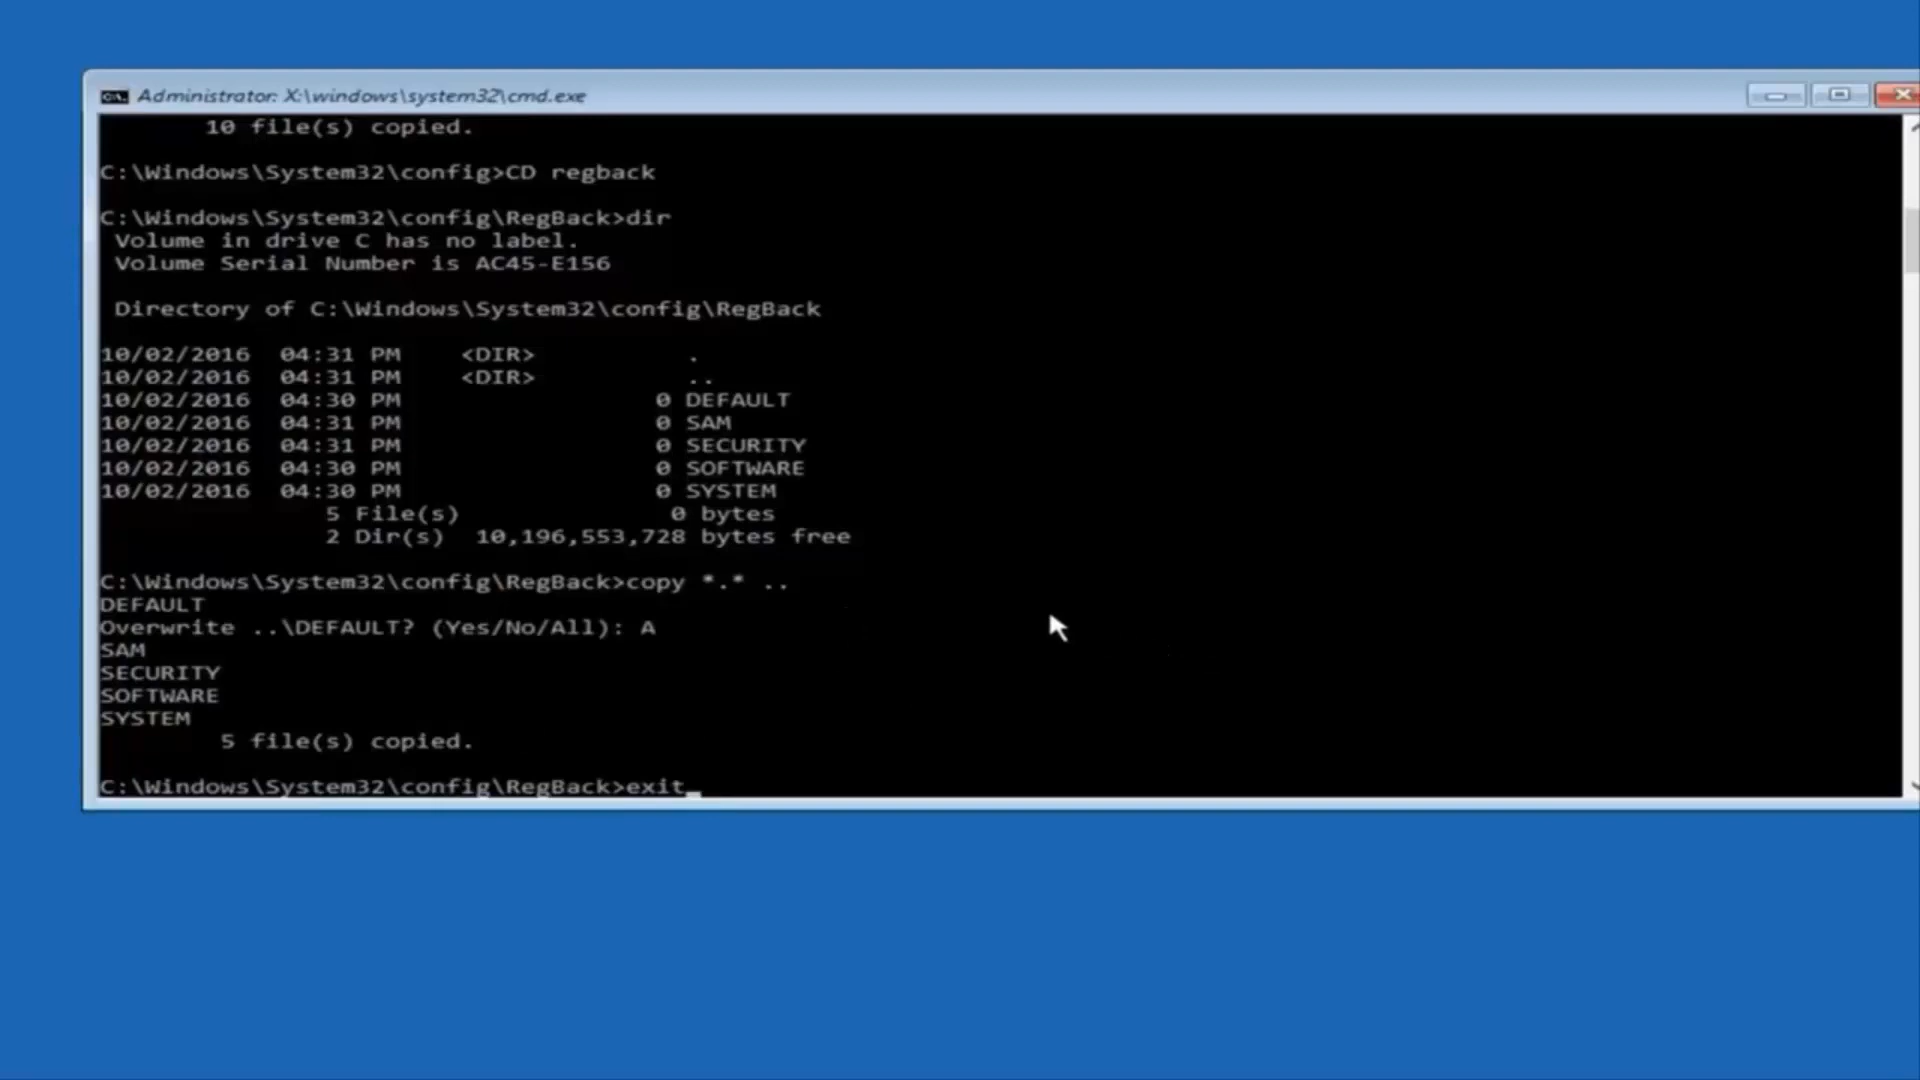 Administrator: X:\windows\system32\cmd.exe
10 file(s) copied.
C:\Windows\System32\config>CD regback
C:\Windows\System32\config\RegBack>dir
Volume in drive C has no label.
Volume Serial Number is AC45-E156
Directory of C:\Windows\System32\config\RegBack
10/02/2016 04:31 PM <DIR> .
10/02/2016 04:31 PM <DIR> ..
10/02/2016 04:30 PM 0 DEFAULT
10/02/2016 04:31 PM 0 SAM
10/02/2016 04:31 PM 0 SECURITY
10/02/2016 04:30 PM 0 SOFTWARE
10/02/2016 04:30 PM 0 SYSTEM
5 File(s) 0 bytes
2 Dir(s) 10,196,553,728 bytes free
C:\Windows\System32\config\RegBack>copy *.* ..
DEFAULT
Overwrite ..\DEFAULT? (Yes/No/All): A
SAM
SECURITY
SOFTWARE
SYSTEM
5 file(s) copied.
C:\Windows\System32\config\RegBack>exit_